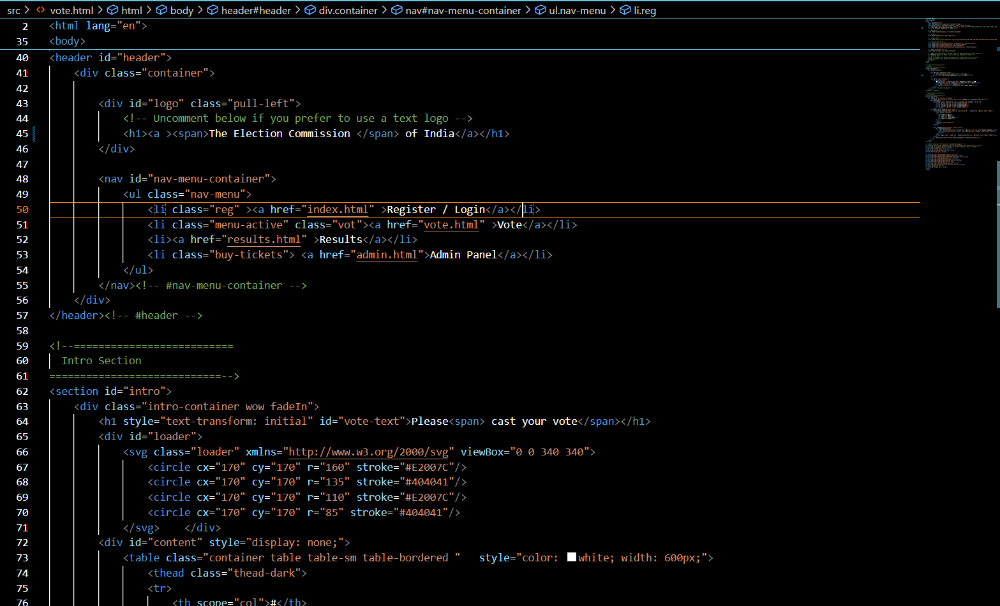 src > vote.html > html > body > header#header > div.container > nav#nav-menu-container > ul.nav-menu > li.reg
2 <html lang="en">
35 <body>
40 <header id="header">
41 <div class="container">
42
43 <div id="logo" class="pull-left">
44 <!-- Uncomment below if you prefer to use a text logo -->
45 <h1><a ><span>The Election Commission </span> of India</a></h1>
46 </div>
47
48 <nav id="nav-menu-container">
49 <ul class="nav-menu">
50 <li class="reg" ><a href="index.html" >Register / Login</a></li>
51 <li class="menu-active" class="vot"><a href="vote.html" >Vote</a></li>
52 <li><a href="results.html" >Results</a></li>
53 <li class="buy-tickets"> <a href="admin.html">Admin Panel</a></li>
54 </ul>
55 </nav><!-- #nav-menu-container -->
56 </div>
57 </header><!-- #header -->
58
59 <!--==========================
60 Intro Section
61 ============================-->
62 <section id="intro">
63 <div class="intro-container wow fadeIn">
64 <h1 style="text-transform: initial" id="vote-text">Please<span> cast your vote</span></h1>
65 <div id="loader">
66 <svg class="loader" xmlns="http://www.w3.org/2000/svg" viewBox="0 0 340 340">
67 <circle cx="170" cy="170" r="160" stroke="#E2007C"/>
68 <circle cx="170" cy="170" r="135" stroke="#404041"/>
69 <circle cx="170" cy="170" r="110" stroke="#E2007C"/>
70 <circle cx="170" cy="170" r="85" stroke="#404041"/>
71 </svg>    </div>
72 <div id="content" style="display: none;">
73 <table class="container table table-sm table-bordered "   style="color: white; width: 600px;">
74 <thead class="thead-dark">
75 <tr>
76 <th scope="col">#</th>